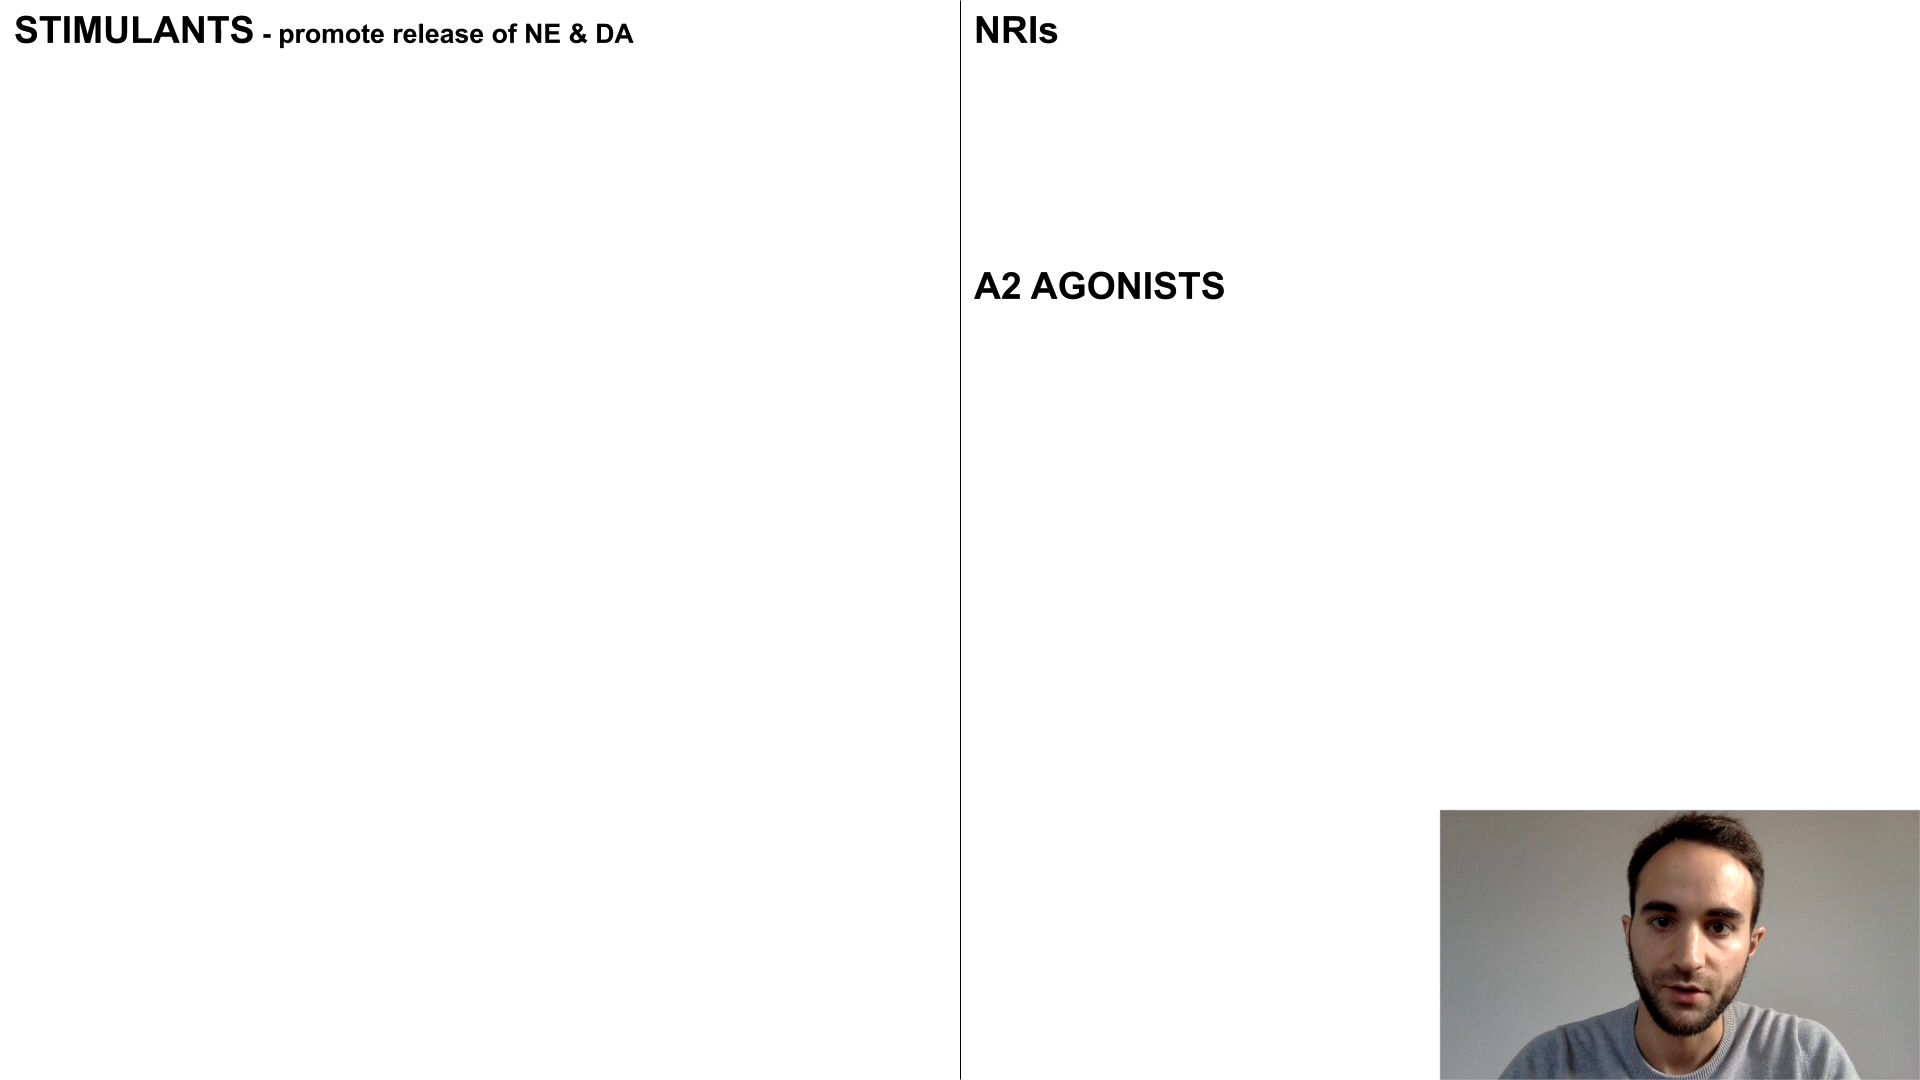 STIMULANTS - promote release of NE & DA
NRIs
A2 AGONISTS